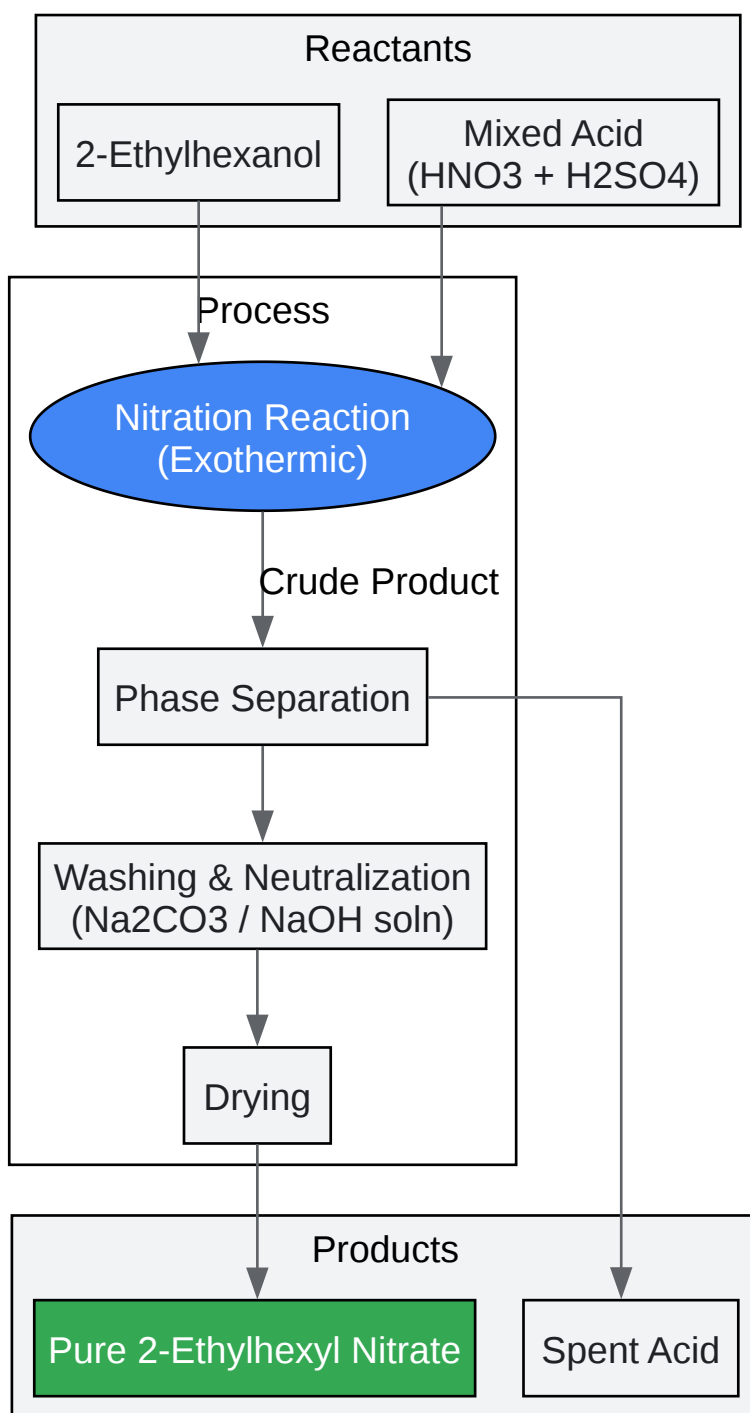 Reactants
2-Ethylhexanol
Mixed Acid
(HNO3 + H2SO4)
Process
Nitration Reaction
(Exothermic)
Crude Product
Phase Separation
Washing & Neutralization
(Na2CO3 / NaOH soln)
Drying
Products
Pure 2-Ethylhexyl Nitrate
Spent Acid